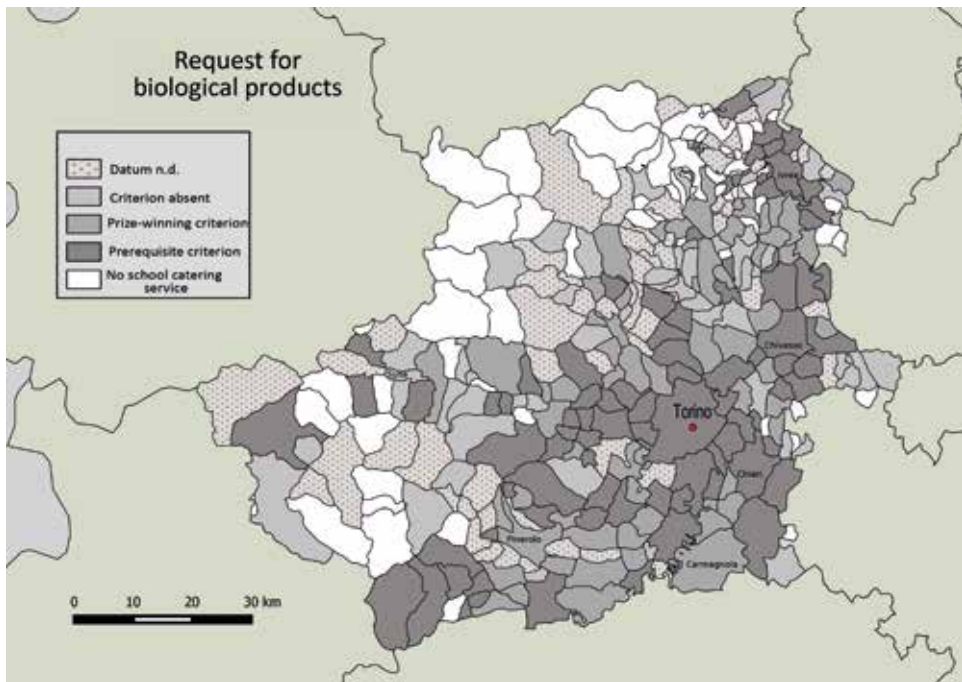 Request for
biological products
Datum n.d.
Criterion absent
Prize-winning criterion
Prerequisite criterion
No school catering
service
Ivrea
Chivasso
Torino
Chieri
Pinerolo
Carmagnola
0 10 20 30 km